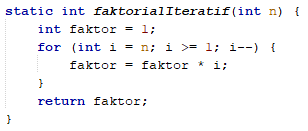 static int faktorialIteratif(int n) {
    int faktor = 1;
    for (int i = n; i >= 1; i--) {
        faktor = faktor * i;
    }
    return faktor;
}